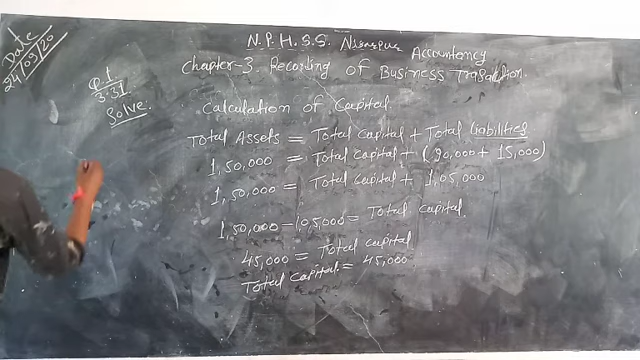 Date
24/09/20
N.P.H.S.S. Accountancy
Chapter-3. Recording of Business Transaction.
Q.1
3.31
Solve.
Calculation of Capital.
Total Assets = Total Capital + Total Liabilities
1,50,000 = Total Capital + (90,000 + 15,000)
1,50,000 = Total Capital + 1,05,000
1,50,000 - 1,05,000 = Total Capital.
45,000 = Total Capital
Total Capital = 45,000